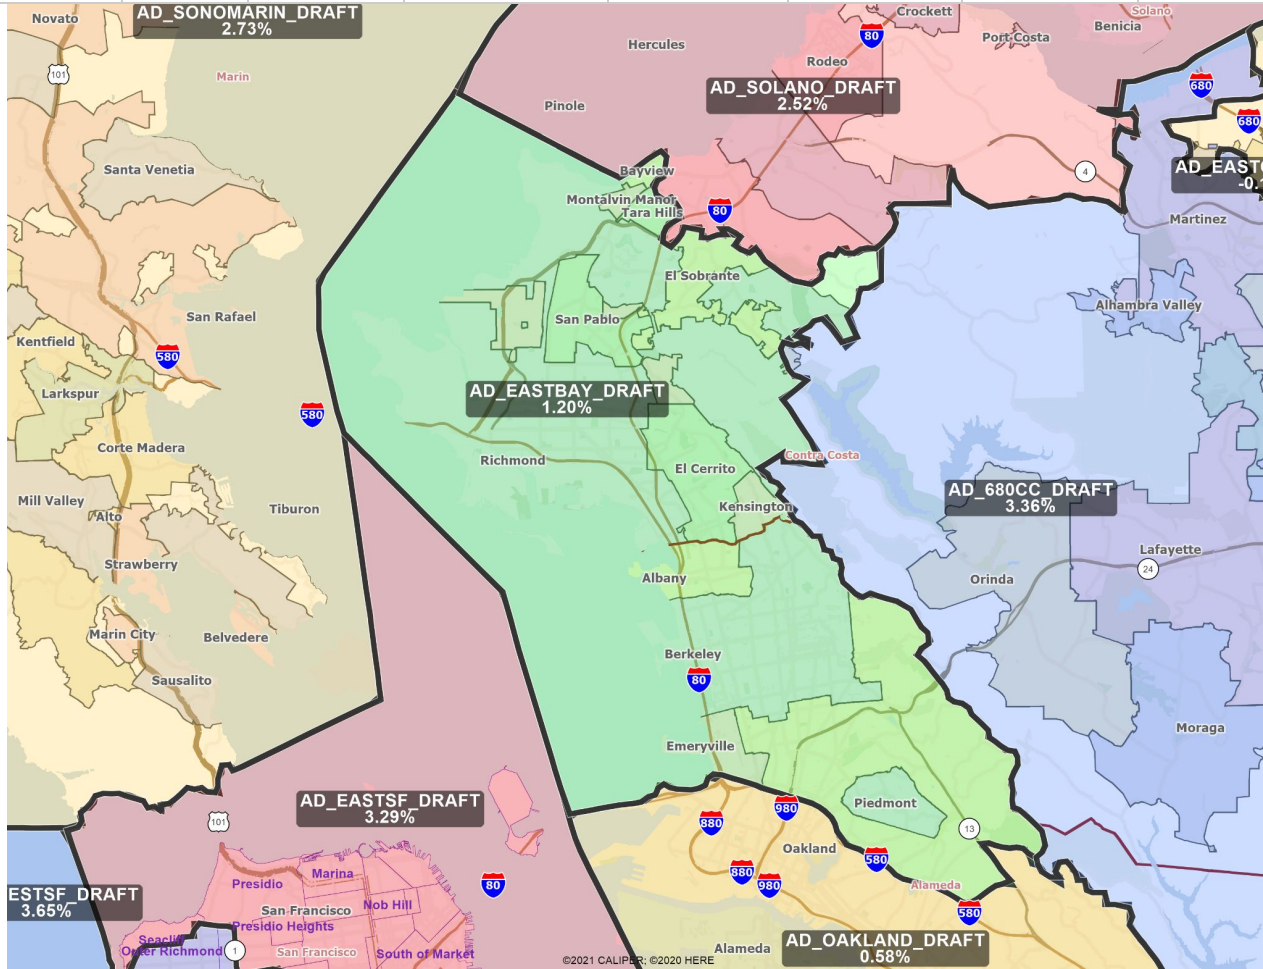 Novato
AD_SONOMARIN_DRAFT
2.73%
Crockett
Solano
Benicia
80
Port Costa
Hercules
Rodeo
101
Marin
680
AD_SOLANO_DRAFT
2.52%
Pinole
680
Santa Venetia
Bayview
4
AD_EAST
-0.
Montalvin Manor
Tara Hills
80
Martinez
El Sobrante
Alhambra Valley
San Rafael
San Pablo
Kentfield
580
Larkspur
AD_EASTBAY_DRAFT
1.20%
580
Corte Madera
Contra Costa
Richmond
El Cerrito
Mill Valley
AD_680CC_DRAFT
3.36%
Tiburon
Kensington
Alto
Lafayette
Strawberry
24
Albany
Orinda
Marin City
Belvedere
Berkeley
Sausalito
80
Moraga
Emeryville
AD_EASTSF_DRAFT
3.29%
Piedmont
980
101
880
13
Oakland
580
Marina
880
980
80
Presidio
Alameda
ESTSF_DRAFT
3.65%
Nob Hill
San Francisco
580
Presidio Heights
Seacliff
Outer Richmond
1
San Francisco
South of Market
Alameda
AD_OAKLAND_DRAFT
0.58%
©2021 CALIPER; ©2020 HERE